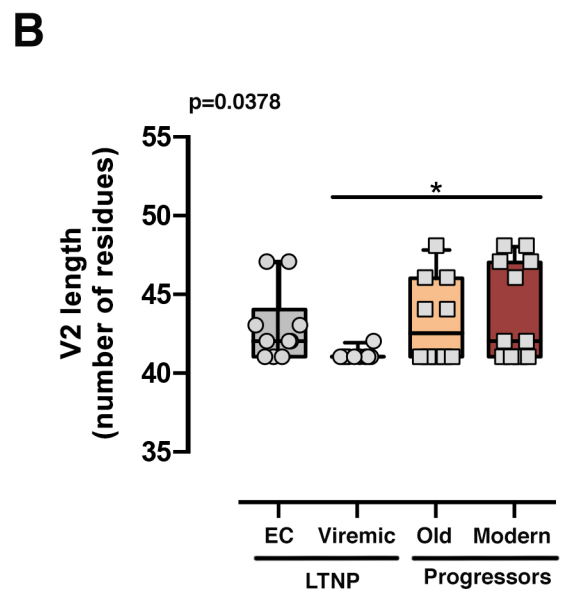 B
p=0.0378
V2 length
(number of residues)
55
50
45
40
35
*
EC Viremic Old Modern
LTNP Progressors